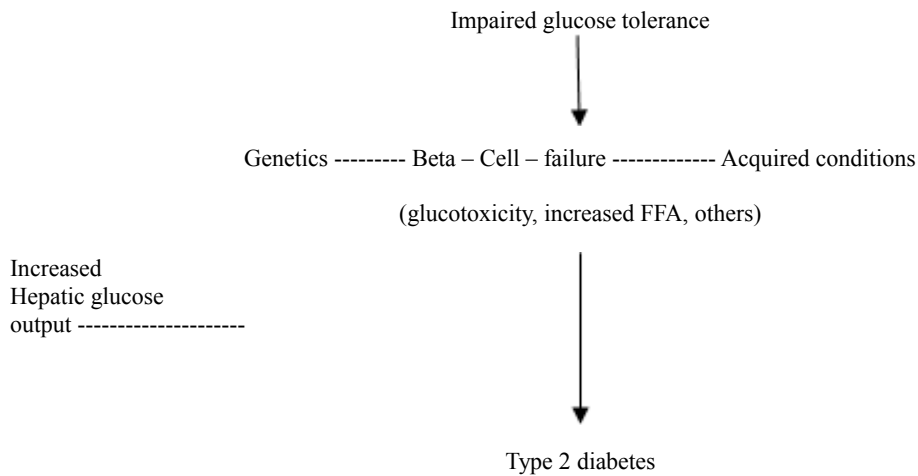 Impaired glucose tolerance
Genetics --------- Beta – Cell – failure ------------- Acquired conditions
(glucotoxicity, increased FFA, others)
Increased
Hepatic glucose
output ---------------------
Type 2 diabetes